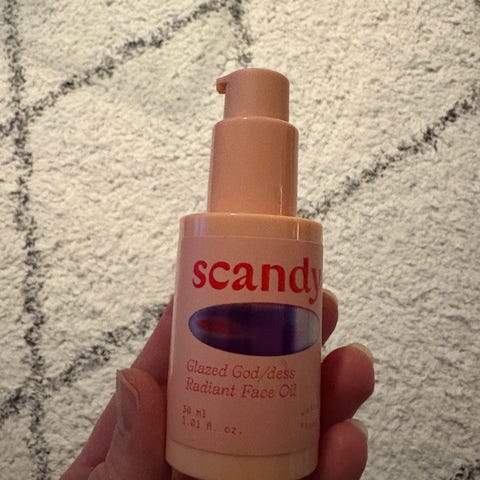 scandy
Glazed God/dess
Radiant Face Oil
30 ml
1.01 fl. oz.